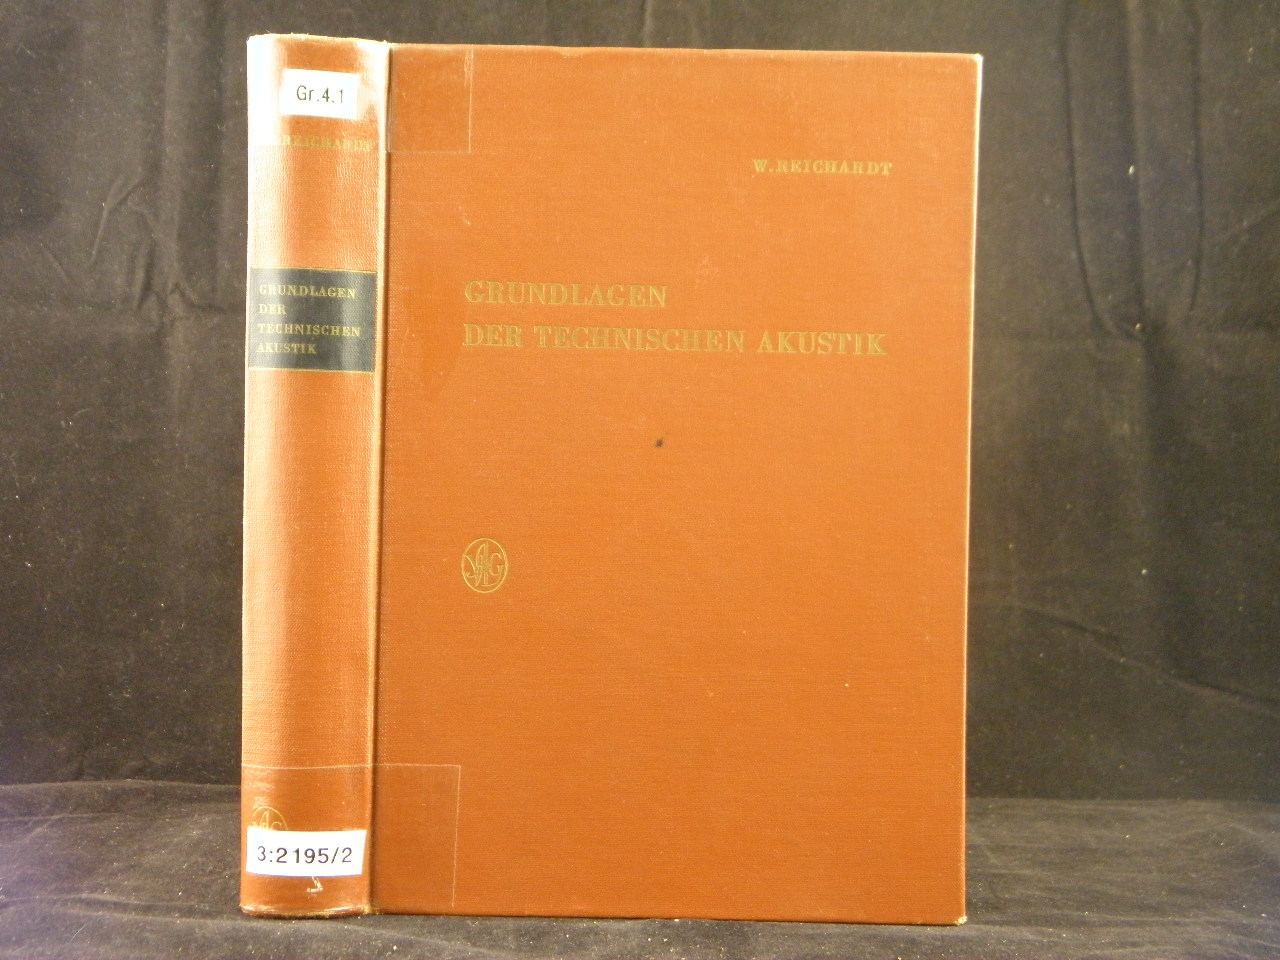 Gr.4.1
REICHARDT
GRUNDLAGEN
DER
TECHNISCHEN
AKUSTIK
3:2195/2
W. REICHARDT
GRUNDLAGEN
DER TECHNISCHEN AKUSTIK